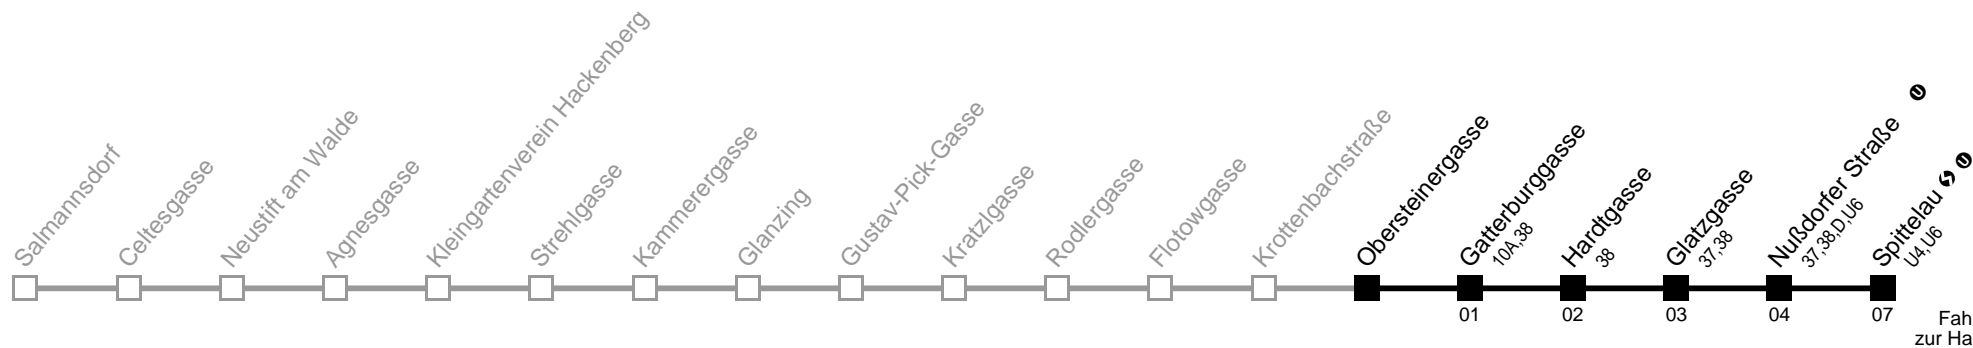 Salmannsdorf
Celtesgasse
Neustift am Walde
Agnesgasse
Kleingartenverein Hackenberg
Strehlgasse
Kammerergasse
Glanzing
Gustav-Pick-Gasse
Kratzlgasse
Rodlergasse
Flotowgasse
Krottenbachstraße
Obersteinergasse
Gatterburggasse
10A,38
Hardtgasse
38
Glatzgasse
37,38
Nußdorfer Straße U
37,38,D,U6
Spittelau S U
U4,U6
01
02
03
04
07
Fah
zur Ha